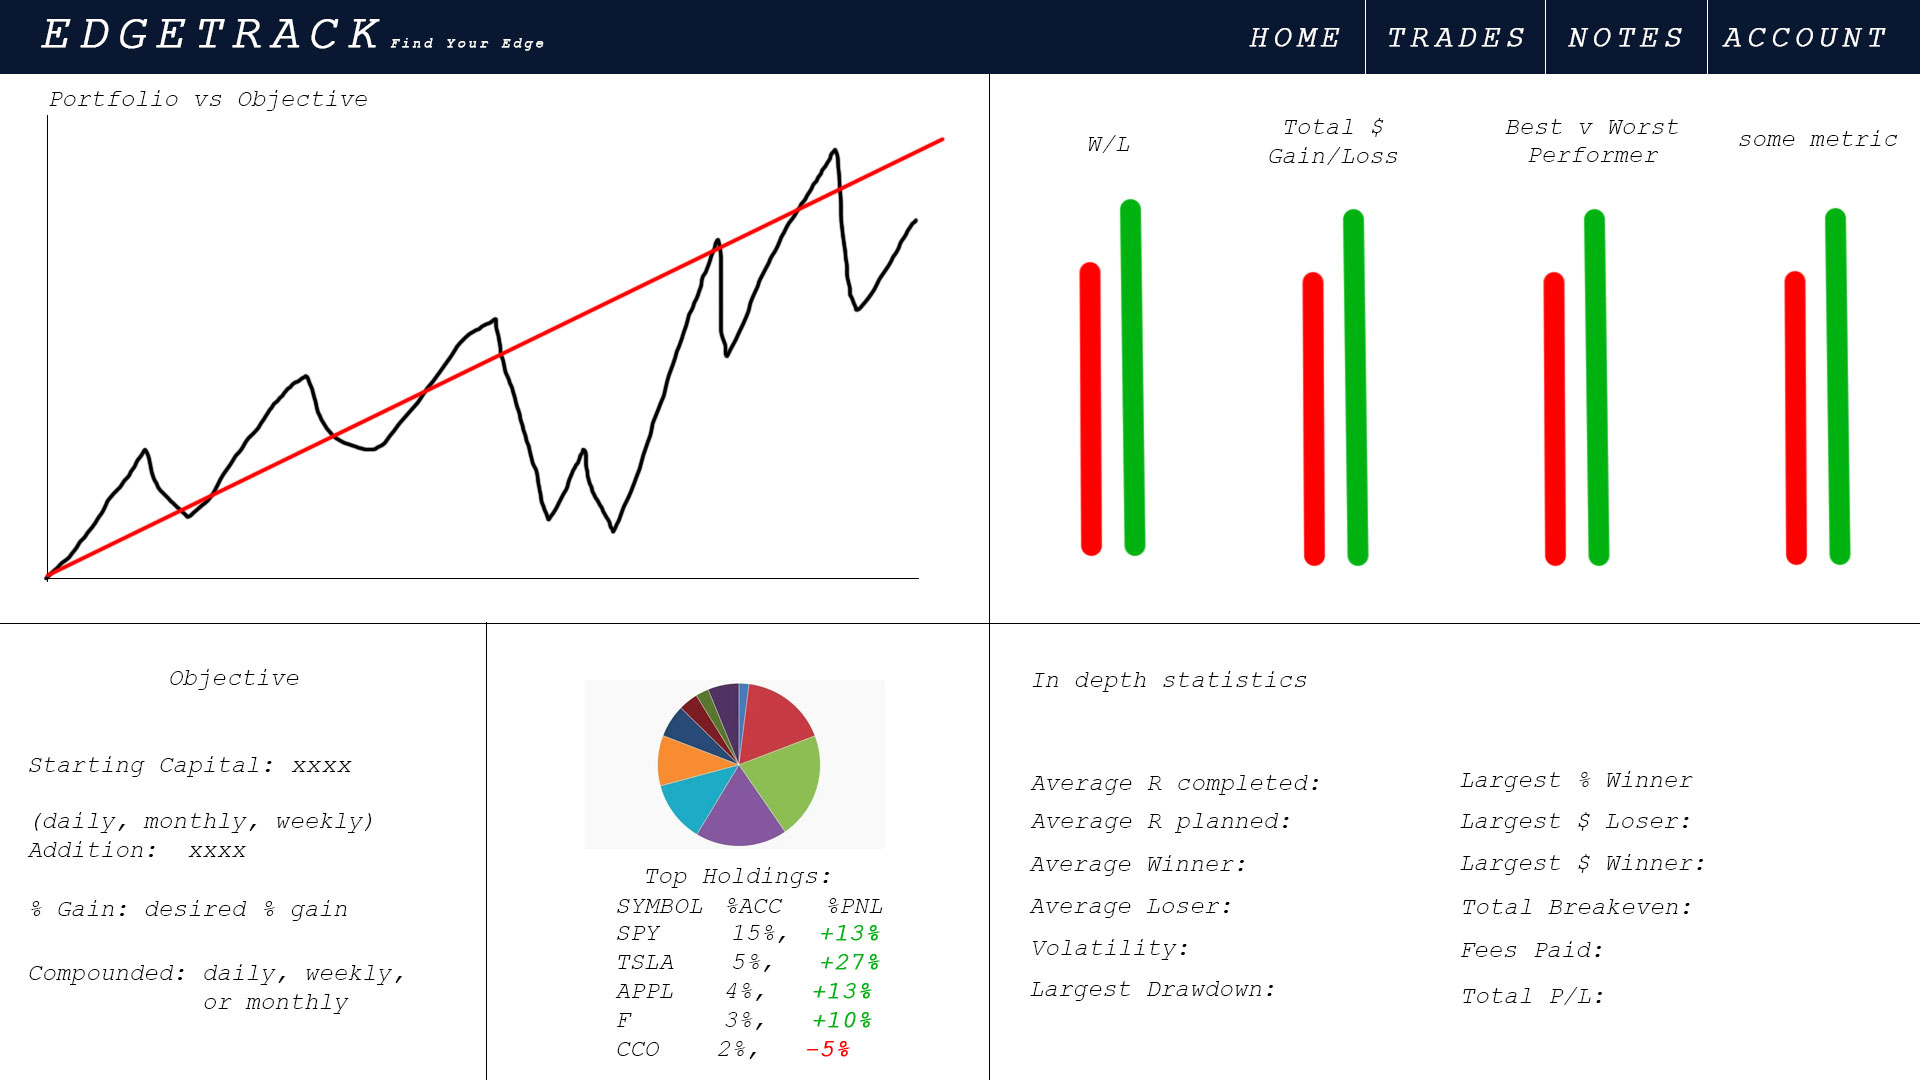 EDGETRACK Find Your Edge
HOME TRADES NOTES ACCOUNT
Portfolio vs Objective
W/L
Total $
Gain/Loss
Best v Worst
Performer
some metric
Objective
Starting Capital: xxxx
(daily, monthly, weekly)
Addition: xxxx
% Gain: desired % gain
Compounded: daily, weekly,
or monthly
Top Holdings:
SYMBOL %ACC %PNL
SPY 15%, +13%
TSLA 5%, +27%
APPL 4%, +13%
F 3%, +10%
CCO 2%, -5%
In depth statistics
Average R completed:
Average R planned:
Average Winner:
Average Loser:
Volatility:
Largest Drawdown:
Largest % Winner
Largest $ Loser:
Largest $ Winner:
Total Breakeven:
Fees Paid:
Total P/L: